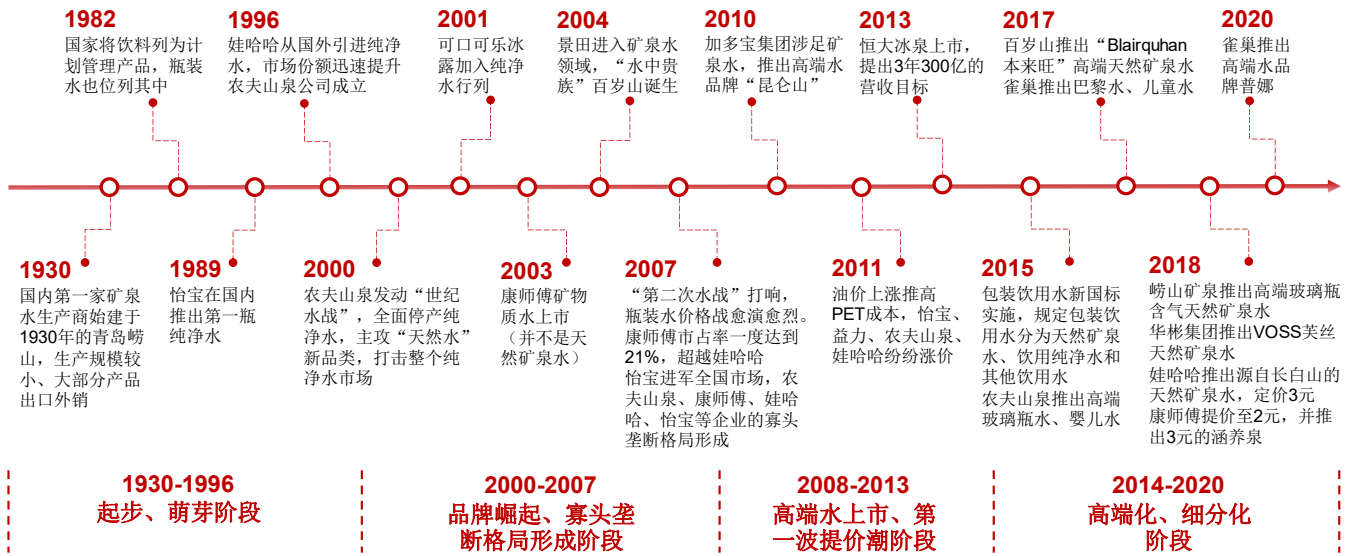 1982
国家将饮料列为计
划管理产品，瓶装
水也位列其中
1996
娃哈哈从国外引进纯净
水，市场份额迅速提升
农夫山泉公司成立
2001
可口可乐冰
露加入纯净
水行列
2004
景田进入矿泉水
领域，“水中贵
族”百岁山诞生
2010
加多宝集团涉足矿
泉水，推出高端水
品牌“昆仑山”
2013
恒大冰泉上市，
提出3年300亿的
营收目标
2017
百岁山推出“Blairquhan
本来旺”高端天然矿泉水
雀巢推出巴黎水、儿童水
2020
雀巢推出
高端水品
牌普娜
1930
国内第一家矿泉
水生产商始建于
1930年的青岛崂
山，生产规模较
小、大部分产品
出口外销
1989
怡宝在国内
推出第一瓶
纯净水
2000
农夫山泉发动“世纪
水战”，全面停产纯
净水，主攻“天然水”
新品类，打击整个纯
净水市场
2003
康师傅矿物
质水上市
（并不是天
然矿泉水）
2007
“第二次水战”打响，
瓶装水价格战愈演愈烈。
康师傅市占率一度达到
21%，超越娃哈哈
怡宝进军全国市场，农
夫山泉、康师傅、娃哈
哈、怡宝等企业的寡头
垄断格局形成
2011
油价上涨推高
PET成本，怡宝、
益力、农夫山泉、
娃哈哈纷纷涨价
2015
包装饮用水新国标
实施，规定包装饮
用水分为天然矿泉
水、饮用纯净水和
其他饮用水
农夫山泉推出高端
玻璃瓶水、婴儿水
2018
崂山矿泉推出高端玻璃瓶
含气天然矿泉水
华彬集团推出VOSS芙丝
天然矿泉水
娃哈哈推出源自长白山的
天然矿泉水，定价3元
康师傅提价至2元，并推
出3元的涵养泉
1930-1996
起步、萌芽阶段
2000-2007
品牌崛起、寡头垄
断格局形成阶段
2008-2013
高端水上市、第
一波提价潮阶段
2014-2020
高端化、细分化
阶段